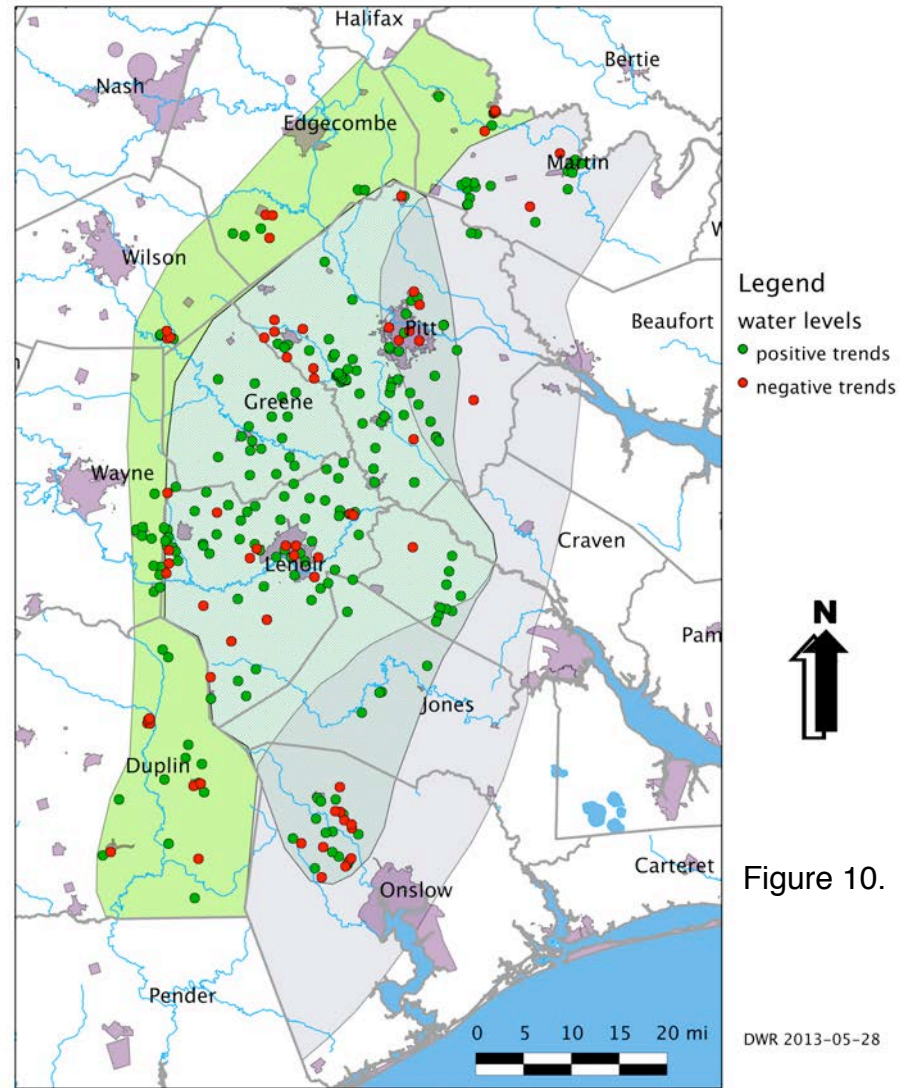 Halifax
Bertie
Nash
Edgecombe
Martin
Wilson
Legend
water levels
positive trends
negative trends
Beaufort
Pitt
Greene
Wayne
Craven
Lenoir
N
Pam
Jones
Duplin
Carteret
Figure 10.
Onslow
Pender
0 5 10 15 20 mi
DWR 2013-05-28